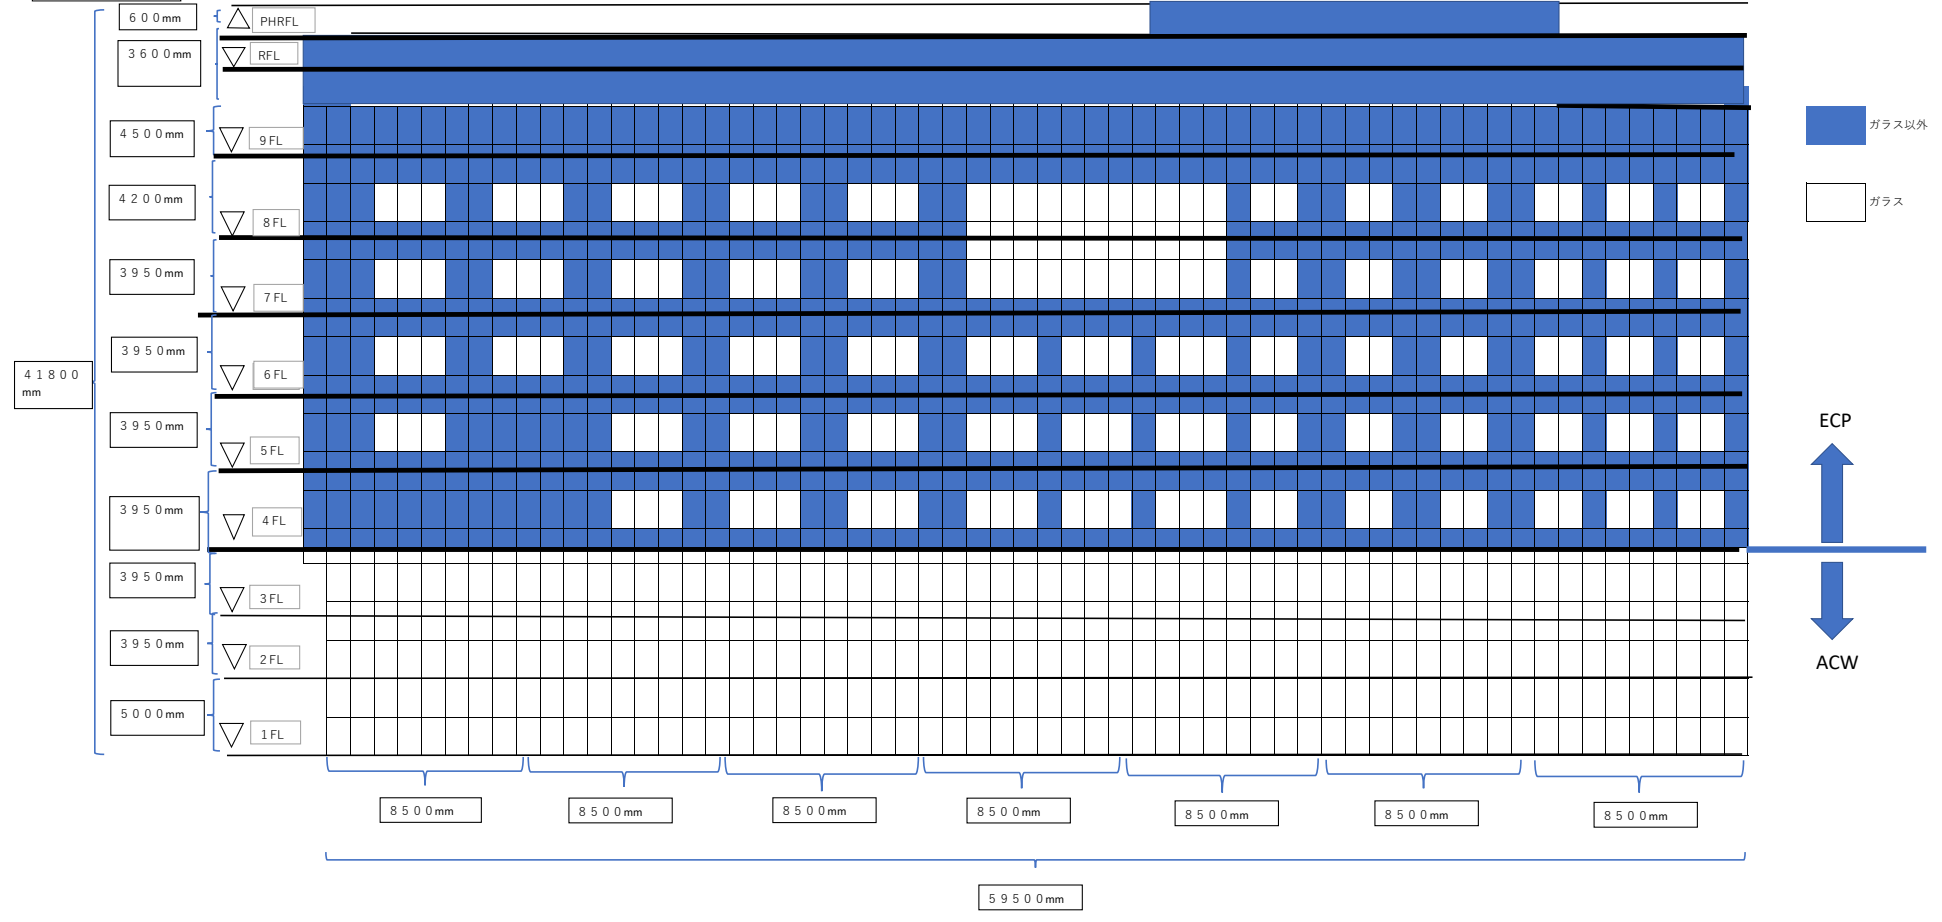 ６００mm
PHRFL
３６００mm
RFL
４５００mm
９FL
ガラス以外
４２００mm
８FL
ガラス
３９５０mm
７FL
３９５０mm
６FL
４１８００
mm
３９５０mm
５FL
ECP
３９５０mm
４FL
３９５０mm
３FL
３９５０mm
２FL
ACW
５０００mm
１FL
８５００mm
８５００mm
８５００mm
８５００mm
８５００mm
８５００mm
８５００mm
５９５００mm